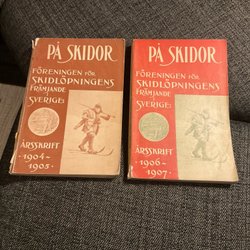 PÅ SKIDOR
FÖRENINGEN FÖR
SKIDLÖPNINGENS
FRÄMJANDE
I
SVERIGE:
ÅRSSKRIFT
1904~
1905~
PÅ SKIDOR
FÖRENINGEN FÖR
SKIDLÖPNINGENS
FRÄMJANDE
I
SVERIGE:
ÅRSSKRIFT
1906~
1907~